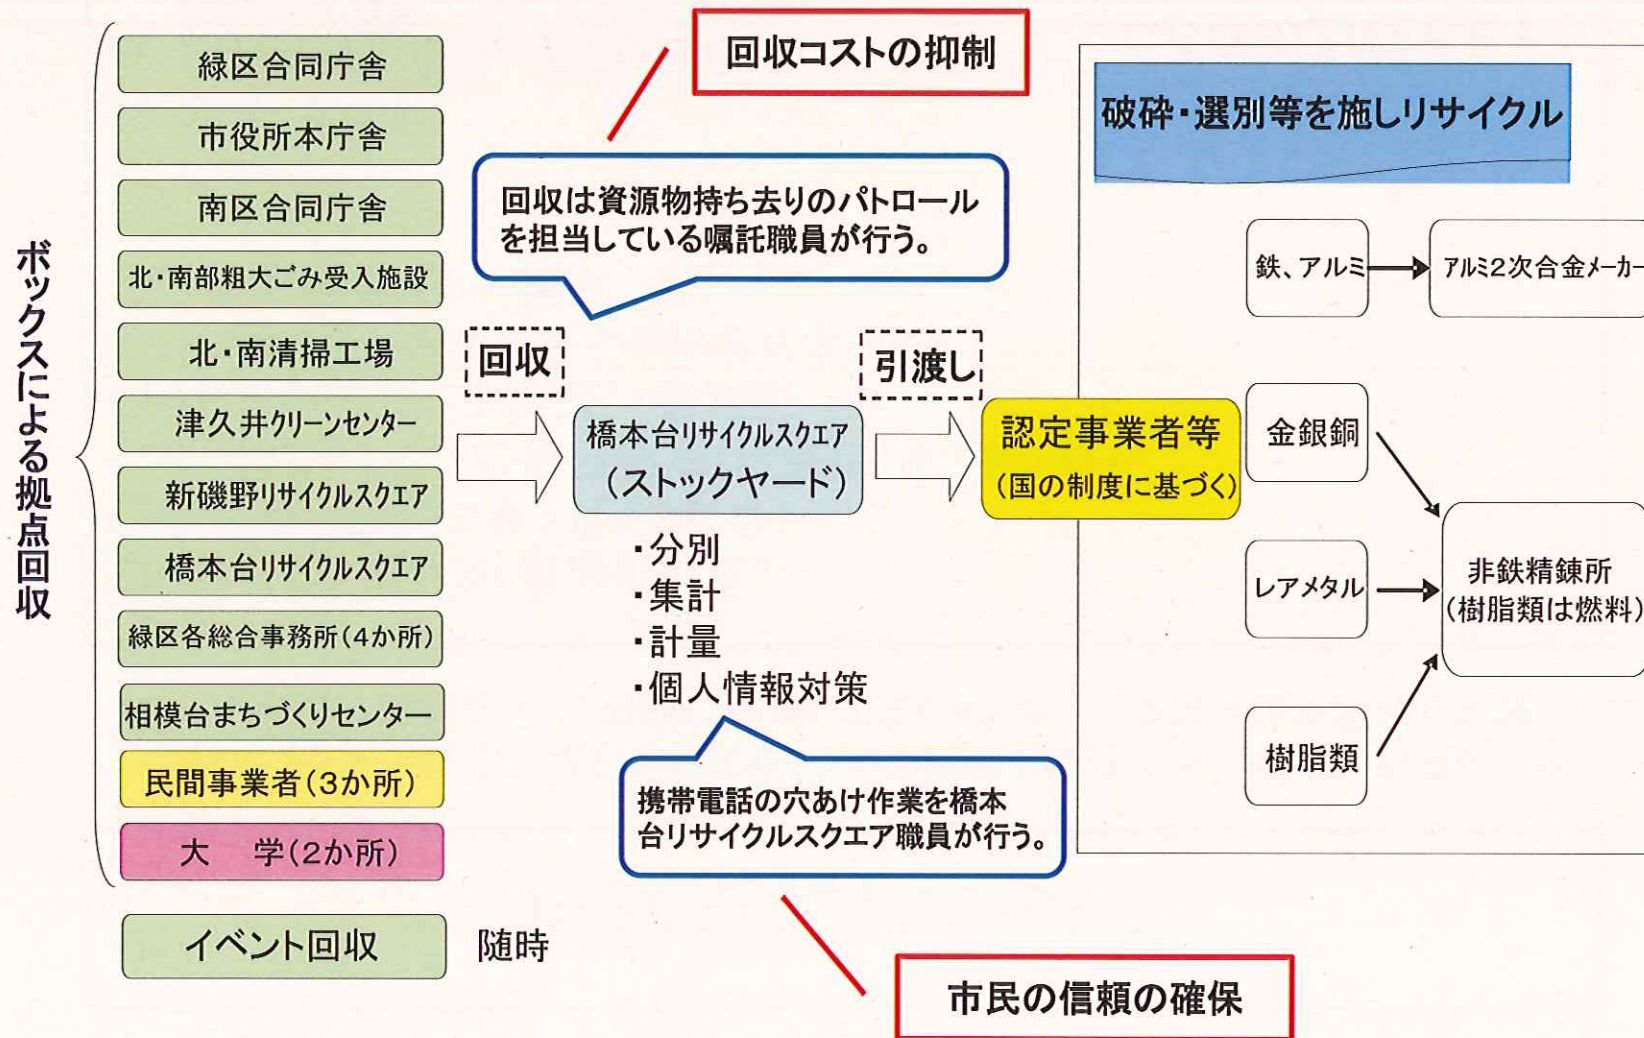 ボックスによる拠点回収
緑区合同庁舎
市役所本庁舎
南区合同庁舎
北・南部粗大ごみ受入施設
北・南清掃工場
津久井クリーンセンター
新磯野リサイクルスクエア
橋本台リサイクルスクエア
緑区各総合事務所(4か所)
相模台まちづくりセンター
民間事業者(3か所)
大　学(2か所)
イベント回収
随時
回収コストの抑制
回収は資源物持ち去りのパトロール
を担当している嘱託職員が行う。
回収
橋本台リサイクルスクエア
(ストックヤード)
・分別
・集計
・計量
・個人情報対策
携帯電話の穴あけ作業を橋本
台リサイクルスクエア職員が行う。
市民の信頼の確保
引渡し
認定事業者等
(国の制度に基づく)
破砕・選別等を施しリサイクル
鉄、アルミ
アルミ2次合金メーカー
金銀銅
レアメタル
樹脂類
非鉄精錬所
(樹脂類は燃料)